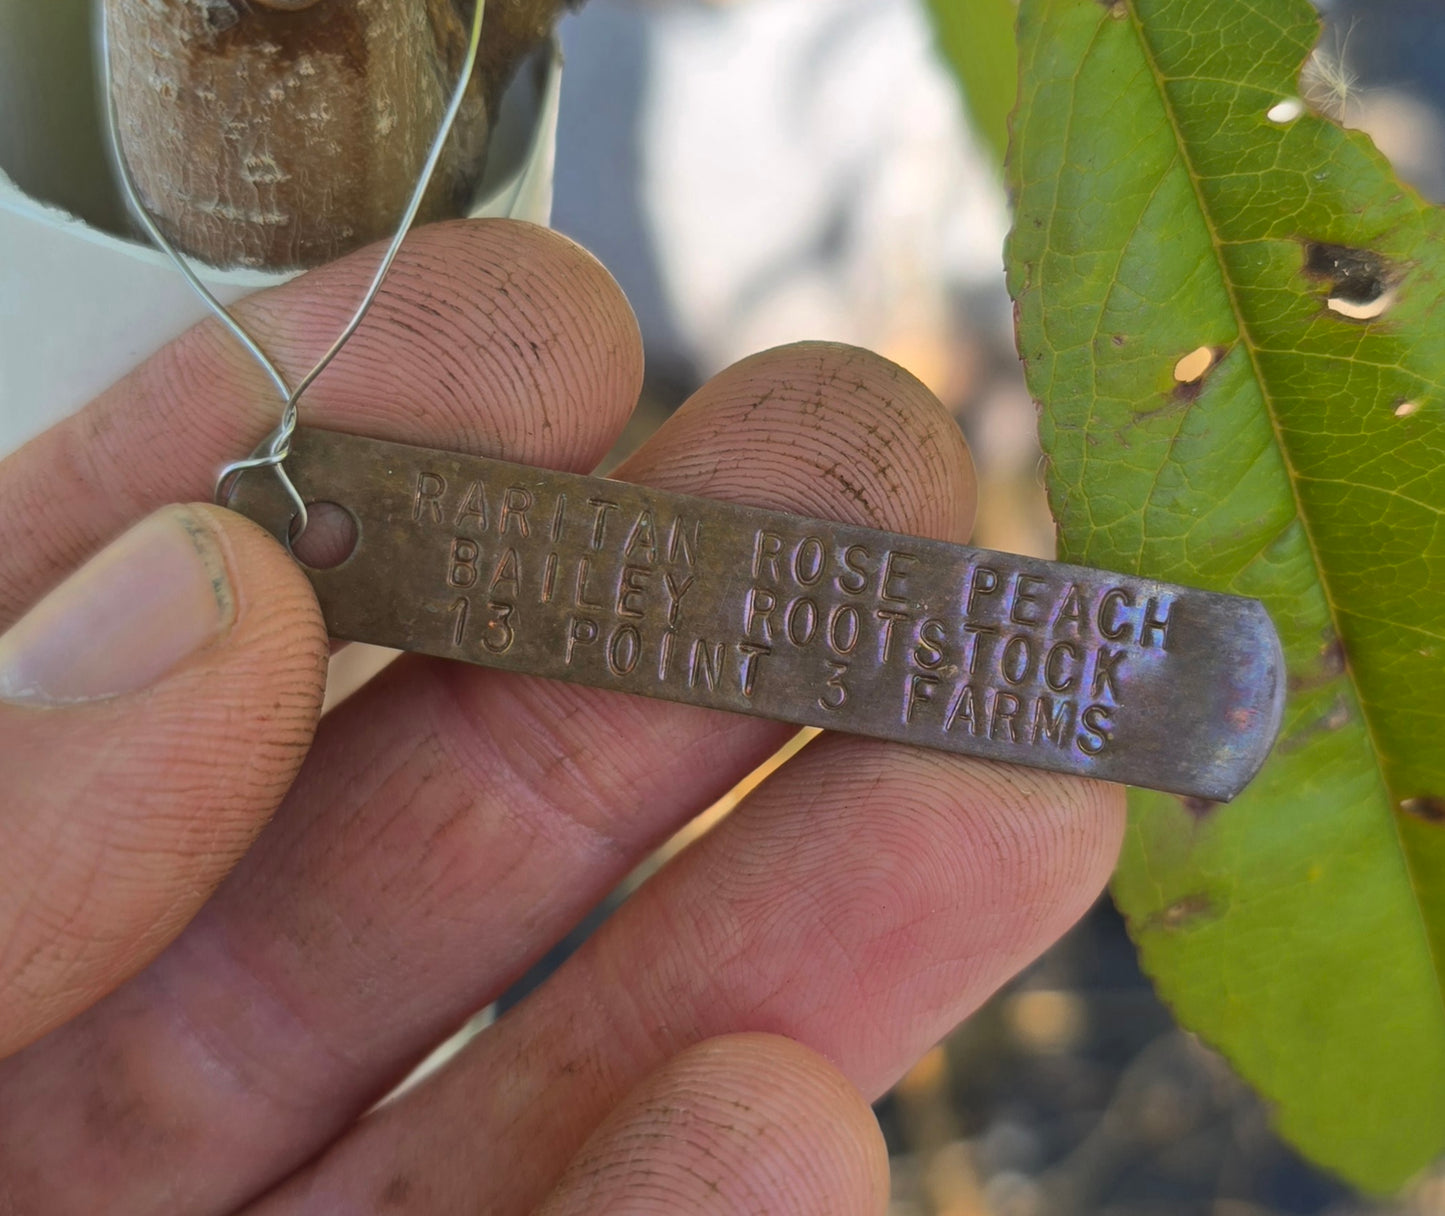 RARITAN ROSE PEACH
BAILEY ROOTSTOCK
13 POINT 3 FARMS